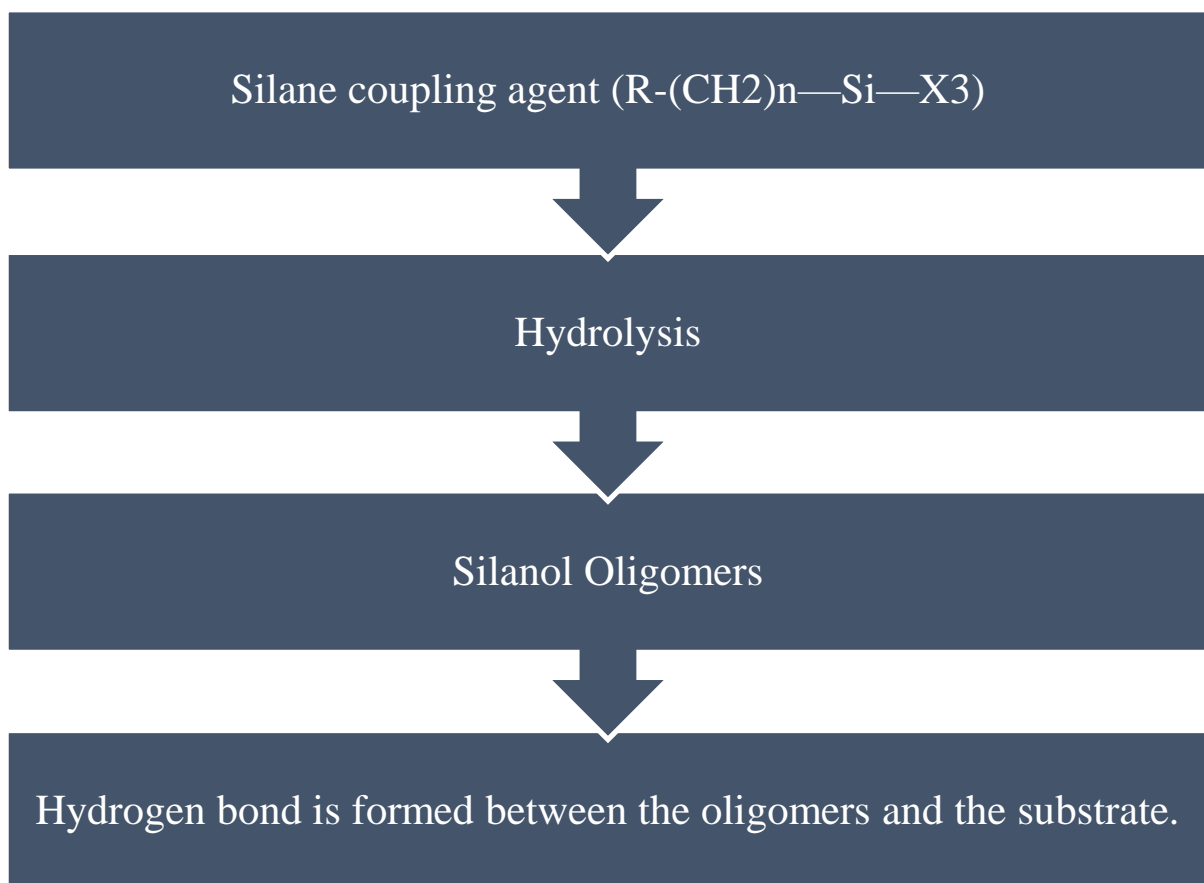 Silane coupling agent (R-(CH2)n—Si—X3)
Hydrolysis
Silanol Oligomers
Hydrogen bond is formed between the oligomers and the substrate.